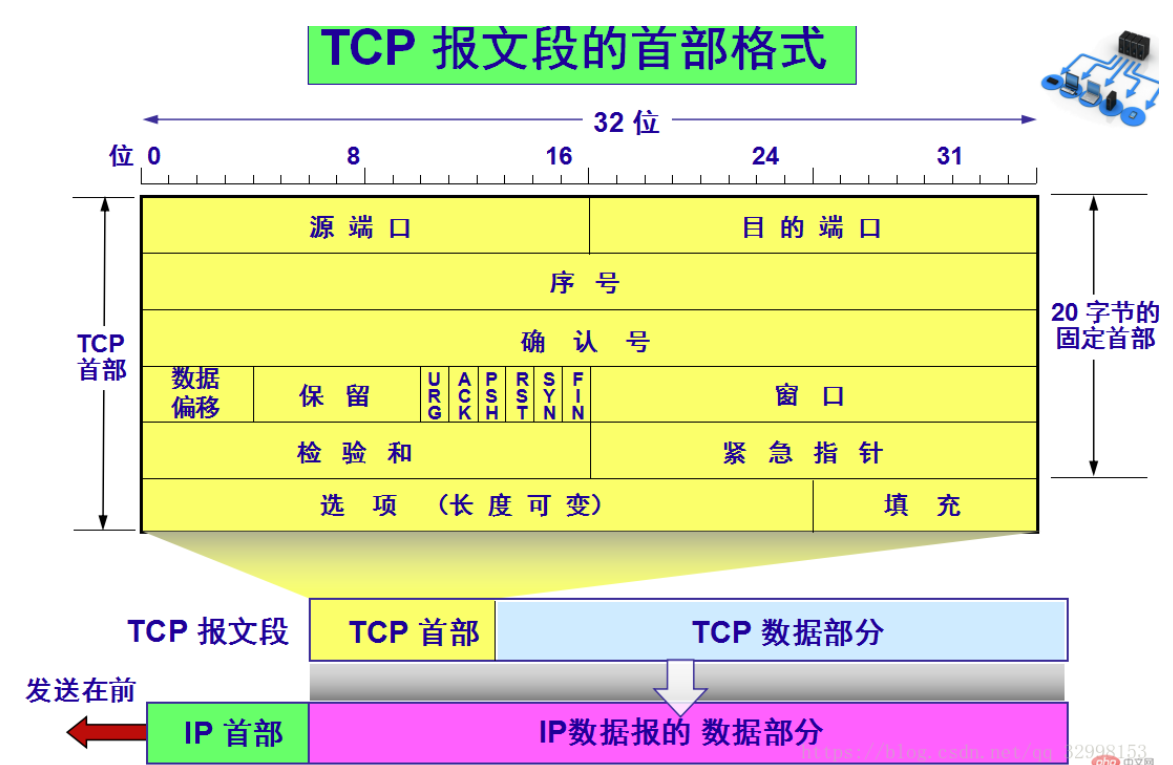 TCP 报文段的首部格式
32 位
位 0 8 16 24 31
源 端 口 目 的 端 口
序 号
20 字节的
固定首部
TCP
首部
确 认 号
数据
偏移
保 留
URG ACK PSH RST SYN FIN
窗 口
检 验 和 紧 急 指 针
选 项 (长 度 可 变) 填 充
TCP 报文段 TCP 首部 TCP 数据部分
发送在前
IP 首部 IP数据报的 数据部分
https://blog.csdn.net/qq_32998153
php 中文网